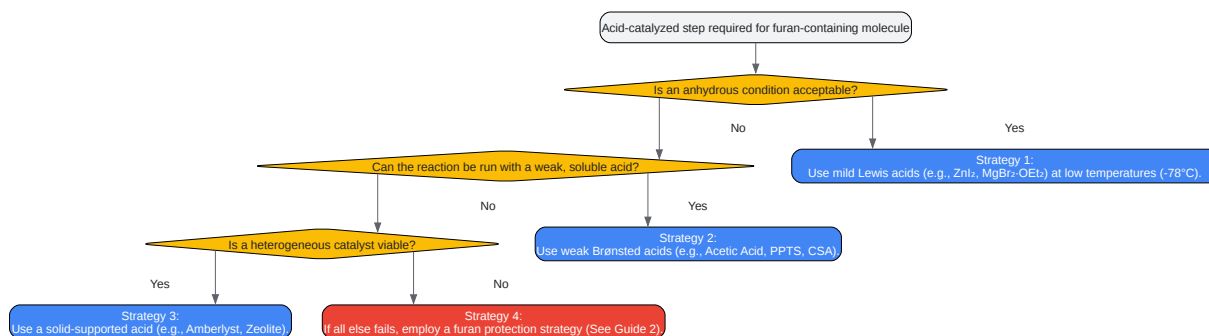 Acid-catalyzed step required for furan-containing molecule
Is an anhydrous condition acceptable?
No
Yes
Can the reaction be run with a weak, soluble acid?
Strategy 1:
Use mild Lewis acids (e.g., ZnI₂, MgBr₂·OEt₂) at low temperatures (-78°C).
No
Yes
Is a heterogeneous catalyst viable?
Strategy 2:
Use weak Brønsted acids (e.g., Acetic Acid, PPTS, CSA).
Yes
No
Strategy 3:
Use a solid-supported acid (e.g., Amberlyst, Zeolite).
Strategy 4:
If all else fails, employ a furan protection strategy (See Guide 2).